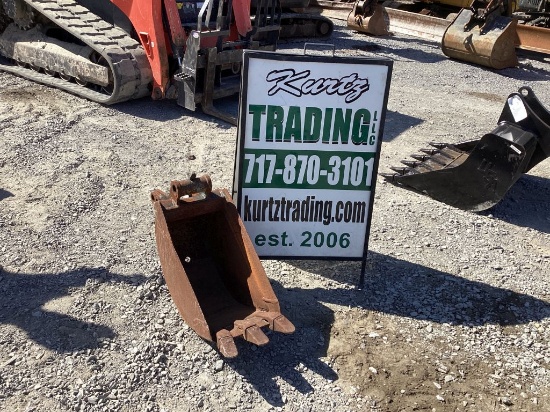 Kurtz
TRADING LLC
717-870-3101
kurtztrading.com
est. 2006